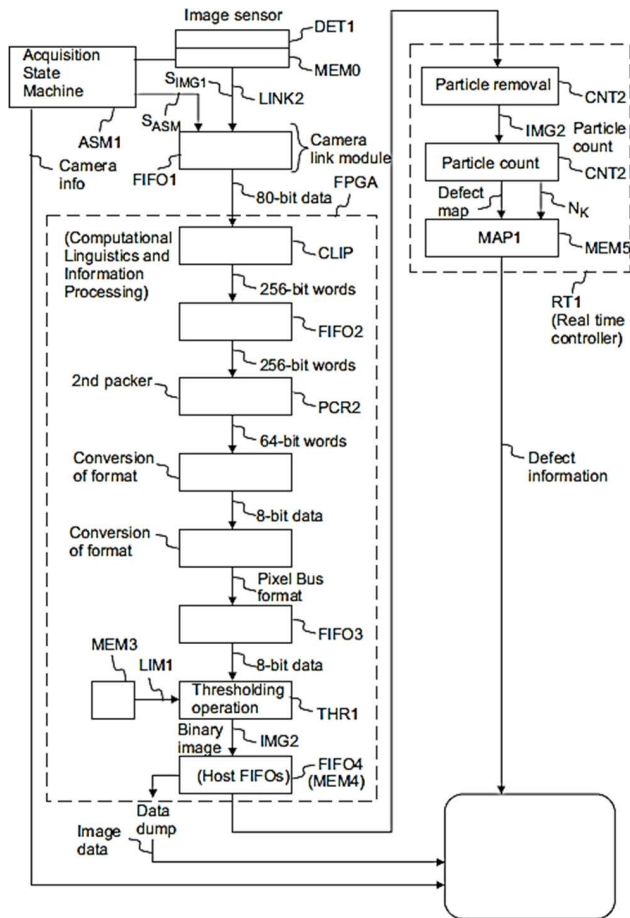 Image sensor
DET1
MEM0
Acquisition
State
Machine
ASM1
S_IMG1
S_ASM
LINK2
Camera
info
FIFO1
Camera
link module
80-bit data
FPGA
(Computational
Linguistics and
Information
Processing)
CLIP
256-bit words
FIFO2
256-bit words
2nd packer
PCR2
64-bit words
Conversion
of format
8-bit data
Conversion
of format
Pixel Bus
format
FIFO3
8-bit data
MEM3
LIM1
Thresholding
operation
THR1
Binary
image
IMG2
(Host FIFOs)
FIFO4
(MEM4)
Data
dump
Image
data
Particle removal
CNT2
IMG2
Particle
count
Particle count
CNT2
Defect
map
N_K
MAP1
MEM5
RT1
(Real time
controller)
Defect
information